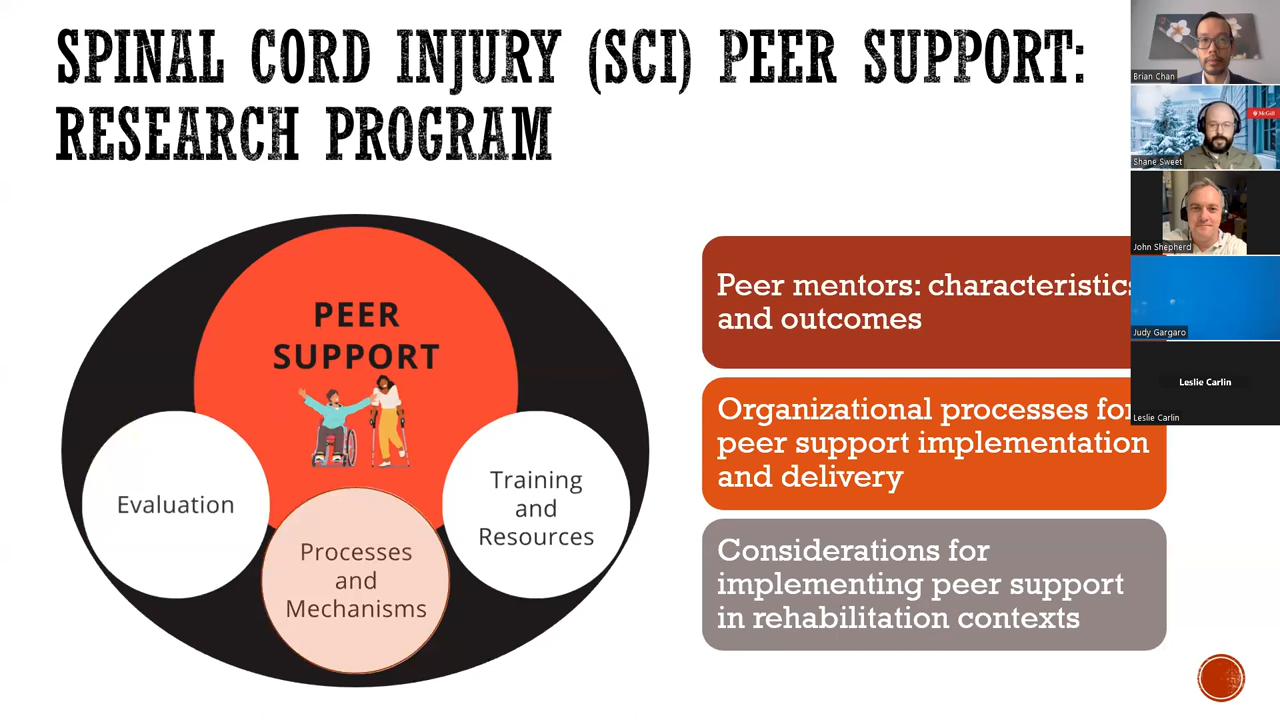 SPINAL CORD INJURY (SCI) PEER SUPPORT:
RESEARCH PROGRAM
PEER
SUPPORT
Evaluation
Processes
and
Mechanisms
Training
and
Resources
Peer mentors: characteristics
and outcomes
Organizational processes for
peer support implementation
and delivery
Considerations for
implementing peer support
in rehabilitation contexts
Brian Chan
McGill
Shane Sweet
John Shepherd
Judy Gargaro
Leslie Carlin
Leslie Carlin